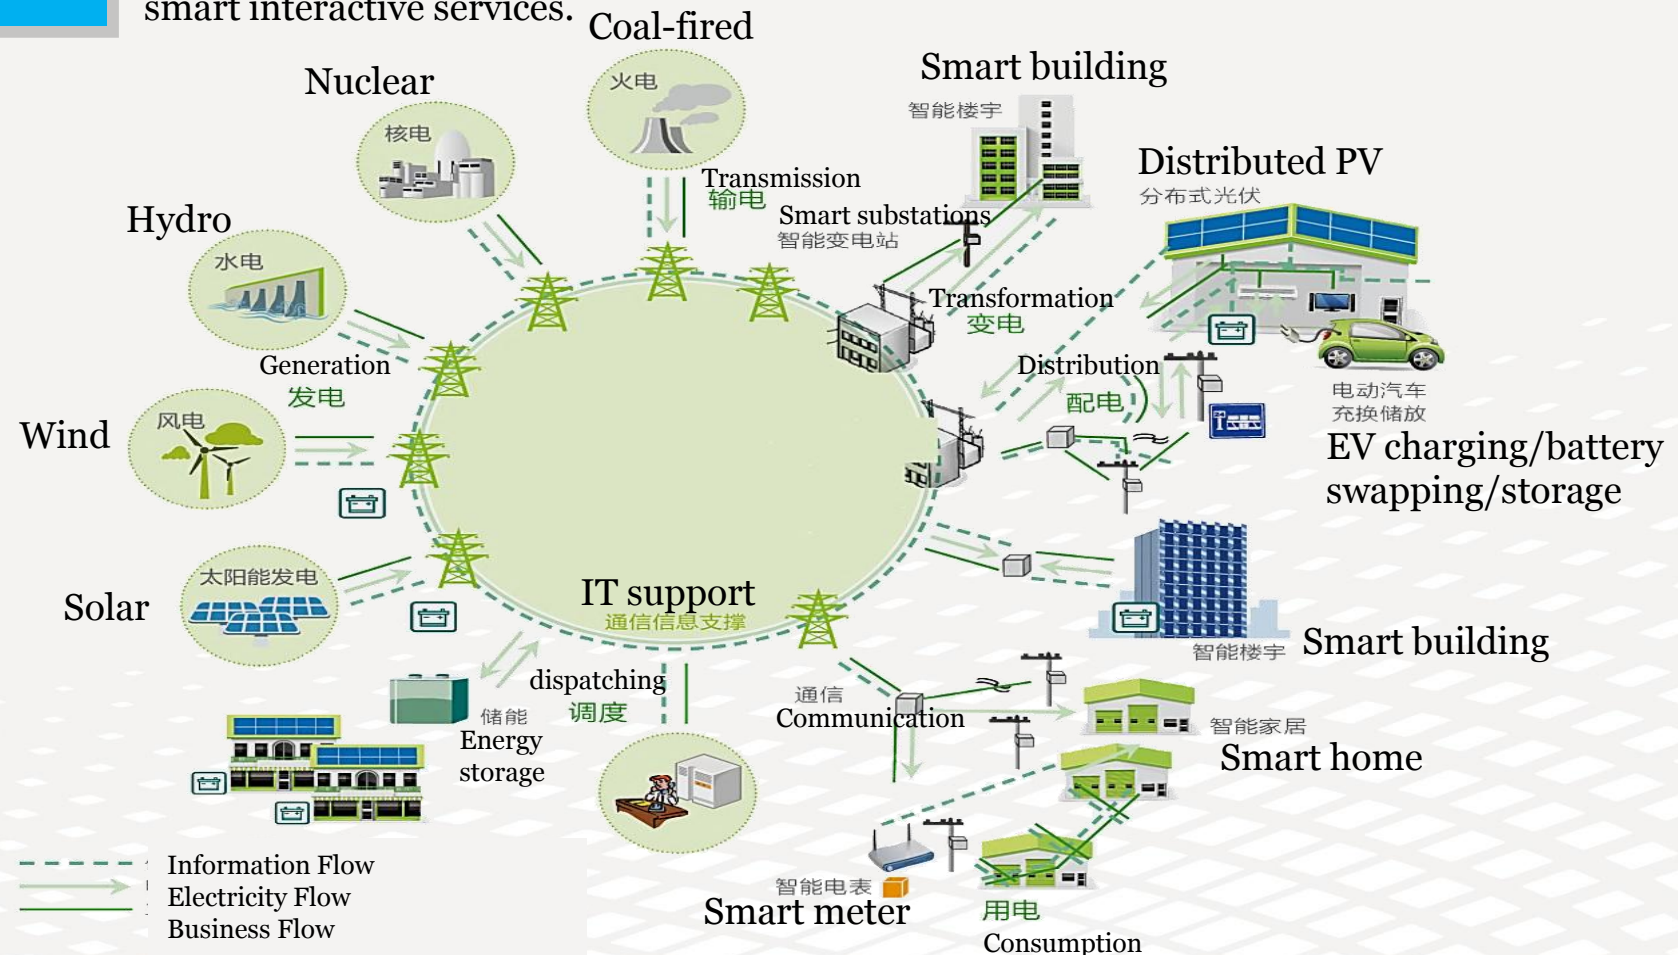 smart interactive services.
Coal-fired
火电
Nuclear
核电
Smart building
智能楼宇
Distributed PV
分布式光伏
Transmission
输电
Hydro
水电
Smart substations
智能变电站
Transformation
变电
Generation
发电
Distribution
配电
电动汽车
充换储放
EV charging/battery
swapping/storage
Wind
风电
Solar
太阳能发电
IT support
通信信息支撑
智能楼宇
Smart building
dispatching
调度
储能
Energy
storage
通信
Communication
智能家居
Smart home
智能电表
Smart meter
用电
Consumption
Information Flow
Electricity Flow
Business Flow